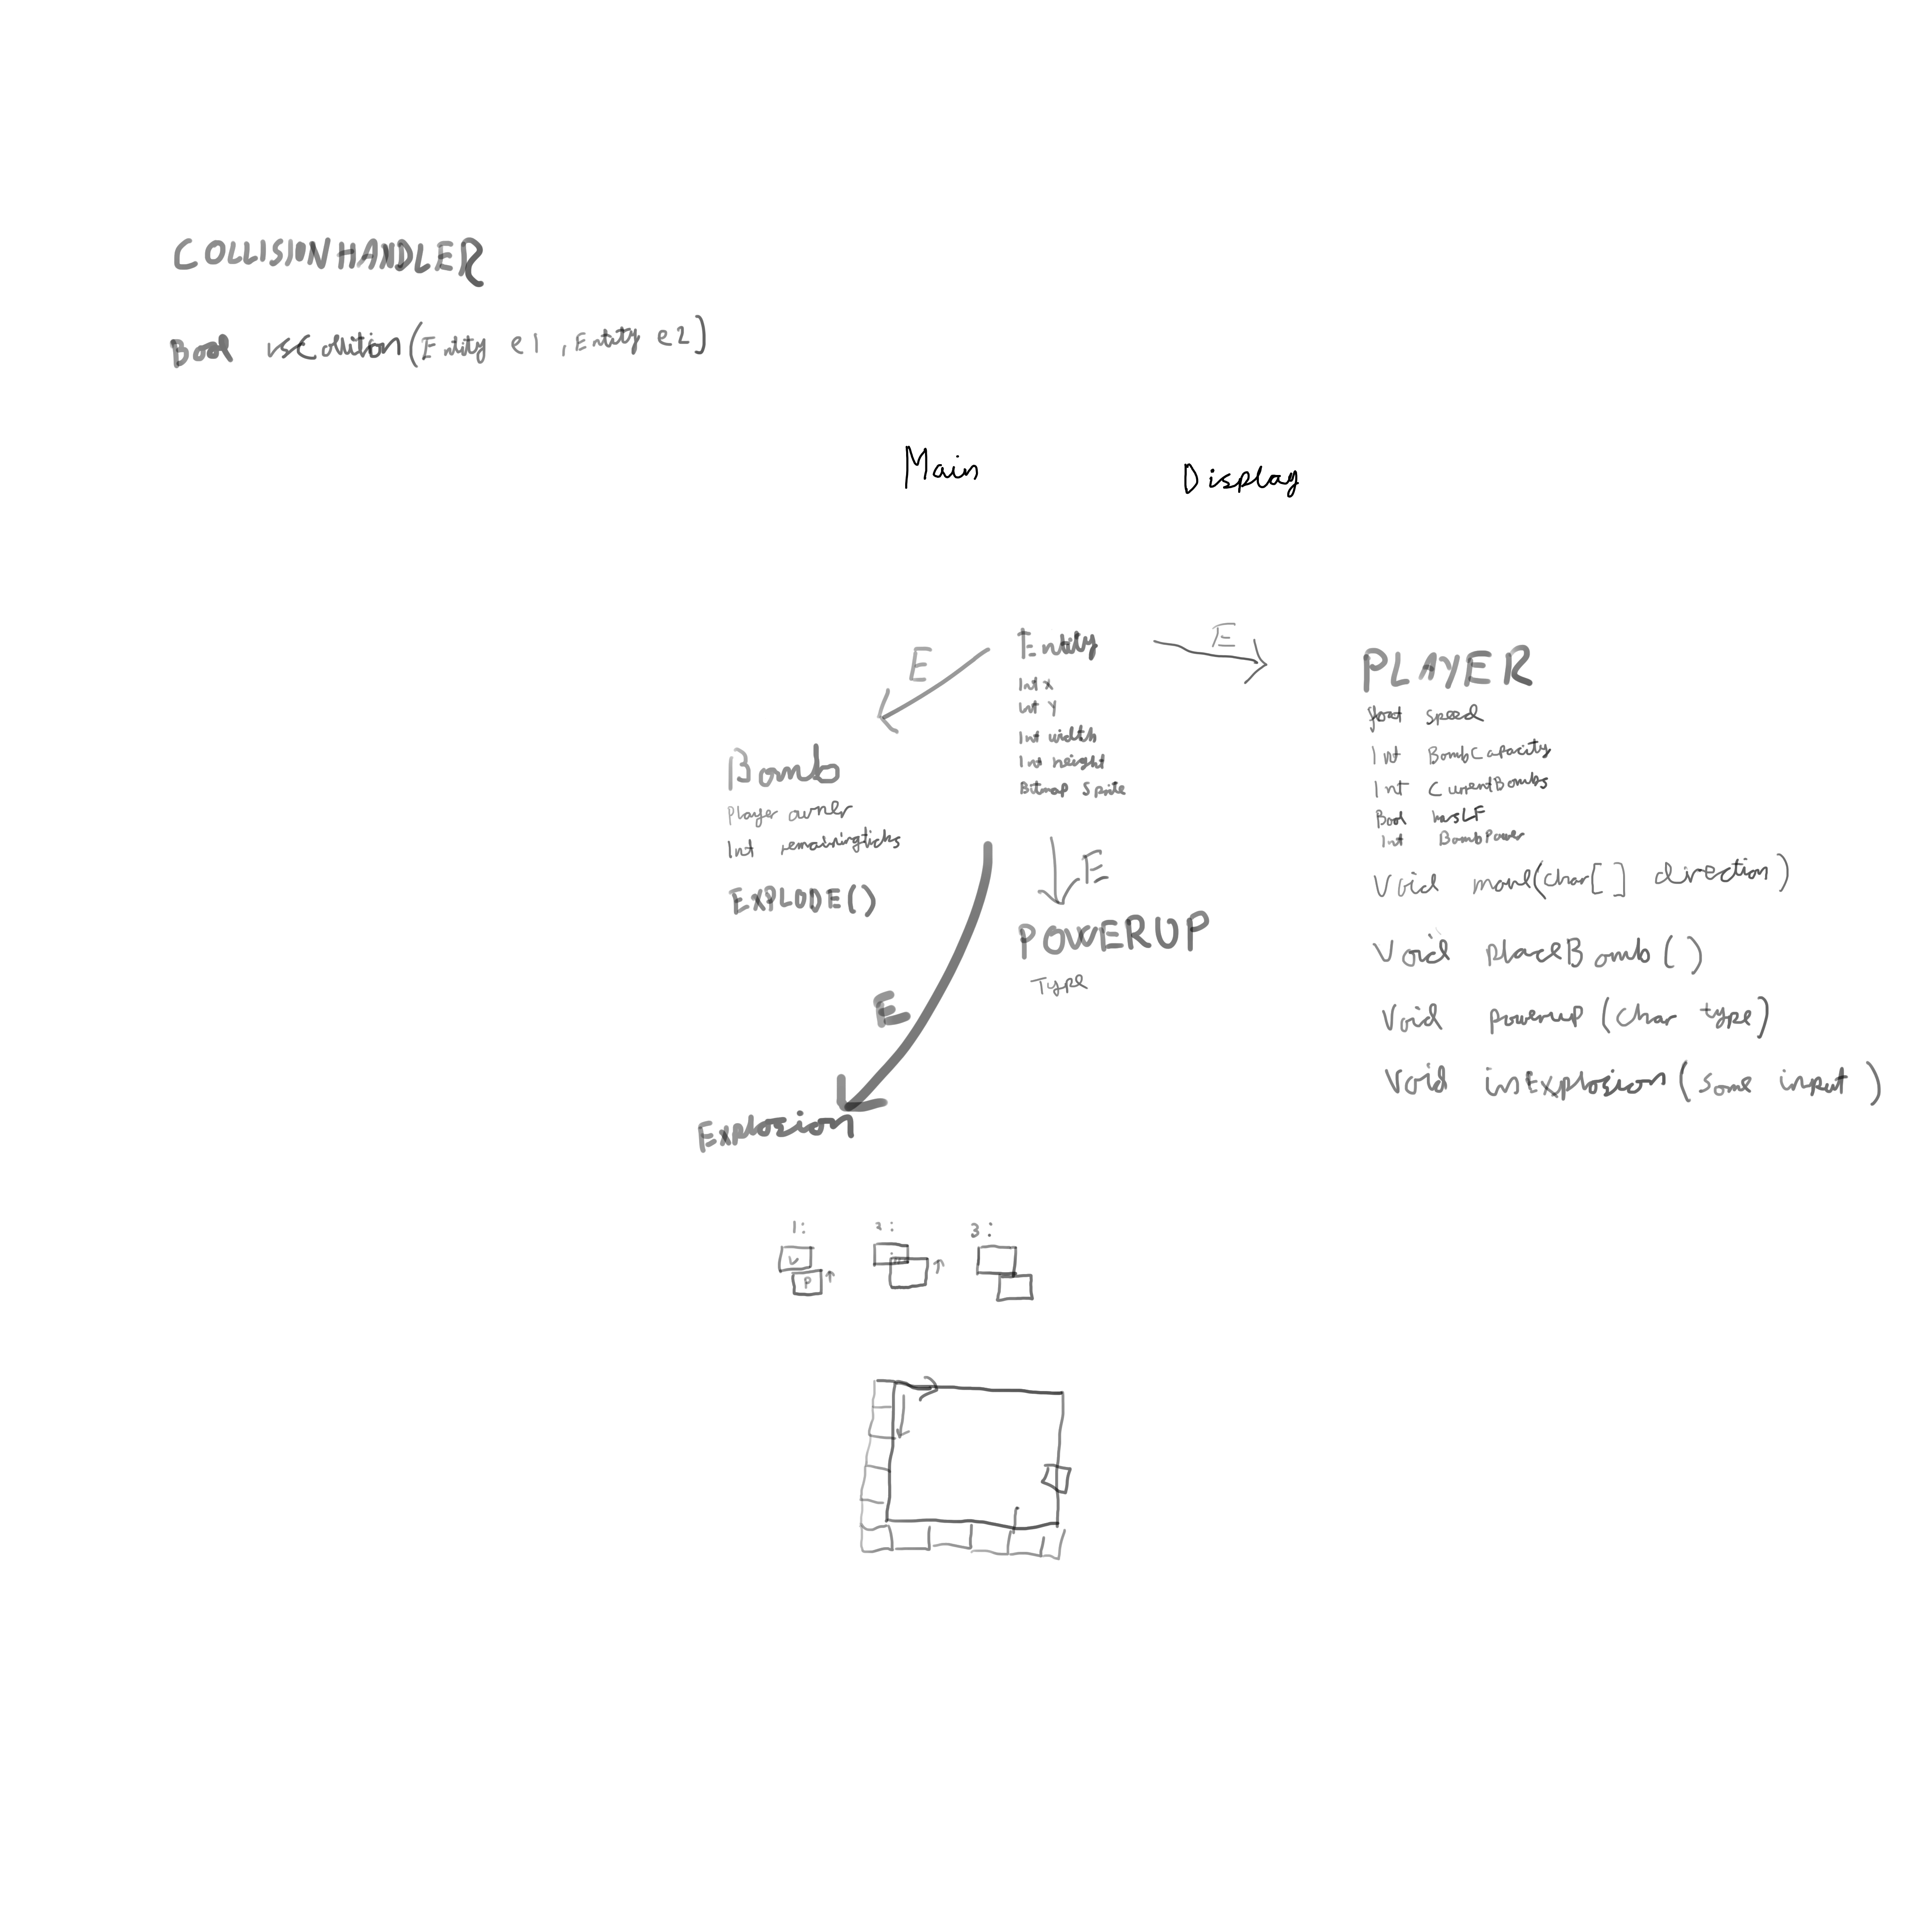 COLLISIONHANDLER
Bool isCollition(Entity e1, Entity e2)
Main
Display
E
Entity
Int x
Int y
Int width
Int height
Bitmap Sprite
E
PLAYER
float speed
Int BombCapacity
Int CurrentBombs
Bool hasLF
Int BombPower
Void move(char[] direction)
Void placeBomb()
Void powerup(char type)
Void inExplosion(some input)
Bomb
Player owner
Int remainingticks
EXPLODE()
E
POWERUP
Type
E
Explosion
1:
2:
3:
P